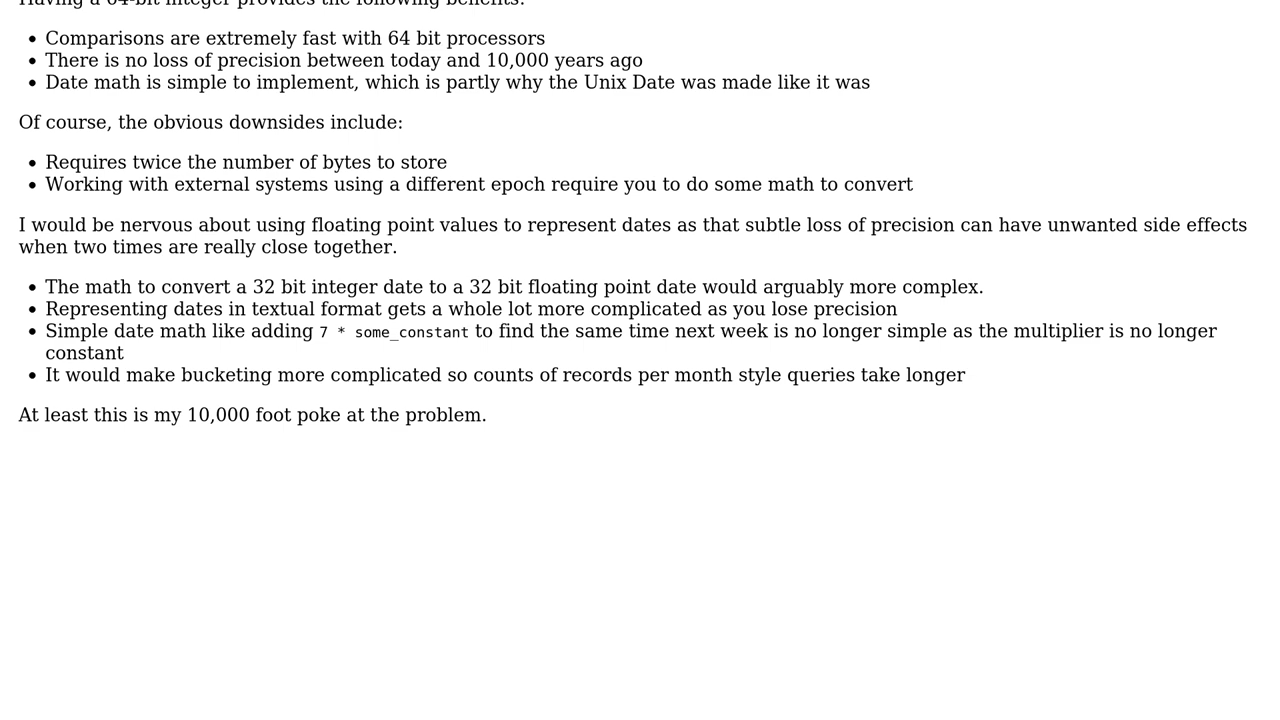 Having a 64-bit integer provides the following benefits:
Comparisons are extremely fast with 64 bit processors
There is no loss of precision between today and 10,000 years ago
Date math is simple to implement, which is partly why the Unix Date was made like it was
Of course, the obvious downsides include:
Requires twice the number of bytes to store
Working with external systems using a different epoch require you to do some math to convert
I would be nervous about using floating point values to represent dates as that subtle loss of precision can have unwanted side effects
when two times are really close together.
The math to convert a 32 bit integer date to a 32 bit floating point date would arguably more complex.
Representing dates in textual format gets a whole lot more complicated as you lose precision
Simple date math like adding 7 * some_constant to find the same time next week is no longer simple as the multiplier is no longer
constant
It would make bucketing more complicated so counts of records per month style queries take longer
At least this is my 10,000 foot poke at the problem.